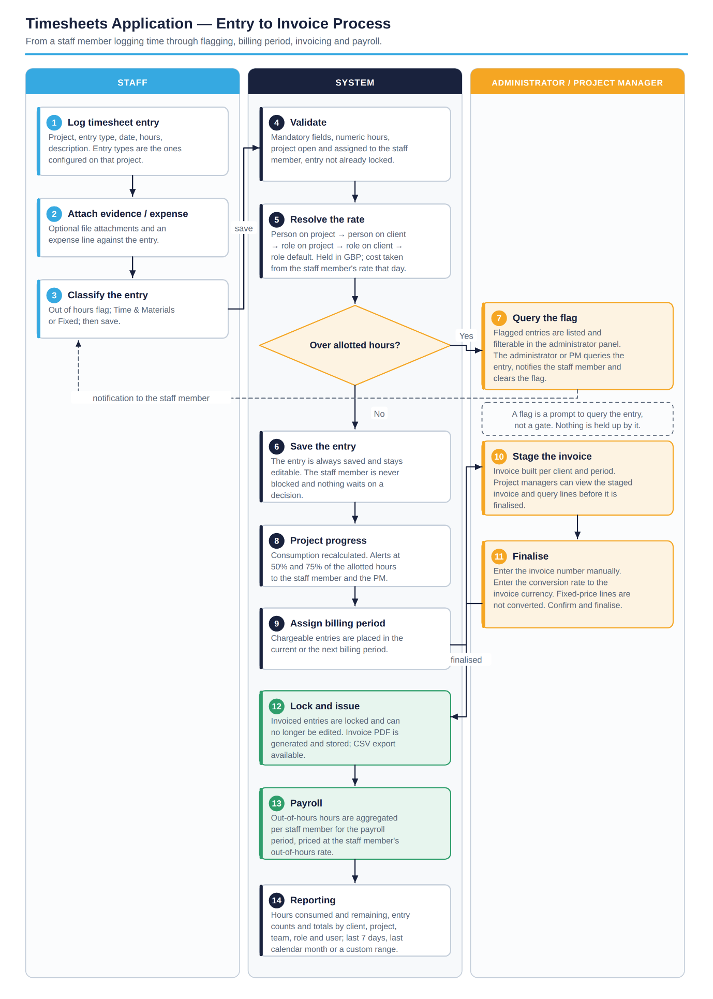 Timesheets Application — Entry to Invoice Process
From a staff member logging time through flagging, billing period, invoicing and payroll.
STAFF
SYSTEM
ADMINISTRATOR / PROJECT MANAGER
1 Log timesheet entry
Project, entry type, date, hours,
description. Entry types are the ones
configured on that project.
2 Attach evidence / expense
Optional file attachments and an
expense line against the entry.
3 Classify the entry
Out of hours flag; Time & Materials
or Fixed; then save.
save
4 Validate
Mandatory fields, numeric hours,
project open and assigned to the staff
member, entry not already locked.
5 Resolve the rate
Person on project → person on client
→ role on project → role on client →
role default. Held in GBP; cost taken
from the staff member's rate that day.
Over allotted hours?
Yes
7 Query the flag
Flagged entries are listed and
filterable in the administrator panel.
The administrator or PM queries the
entry, notifies the staff member and
clears the flag.
notification to the staff member
No
A flag is a prompt to query the entry,
not a gate. Nothing is held up by it.
6 Save the entry
The entry is always saved and stays
editable. The staff member is never
blocked and nothing waits on a
decision.
8 Project progress
Consumption recalculated. Alerts at
50% and 75% of the allotted hours
to the staff member and the PM.
9 Assign billing period
Chargeable entries are placed in the
current or the next billing period.
10 Stage the invoice
Invoice built per client and period.
Project managers can view the staged
invoice and query lines before it is
finalised.
11 Finalise
Enter the invoice number manually.
Enter the conversion rate to the
invoice currency. Fixed-price lines are
not converted. Confirm and finalise.
finalised
12 Lock and issue
Invoiced entries are locked and can
no longer be edited. Invoice PDF is
generated and stored; CSV export
available.
13 Payroll
Out-of-hours hours are aggregated
per staff member for the payroll
period, priced at the staff member's
out-of-hours rate.
14 Reporting
Hours consumed and remaining, entry
counts and totals by client, project,
team, role and user; last 7 days, last
calendar month or a custom range.